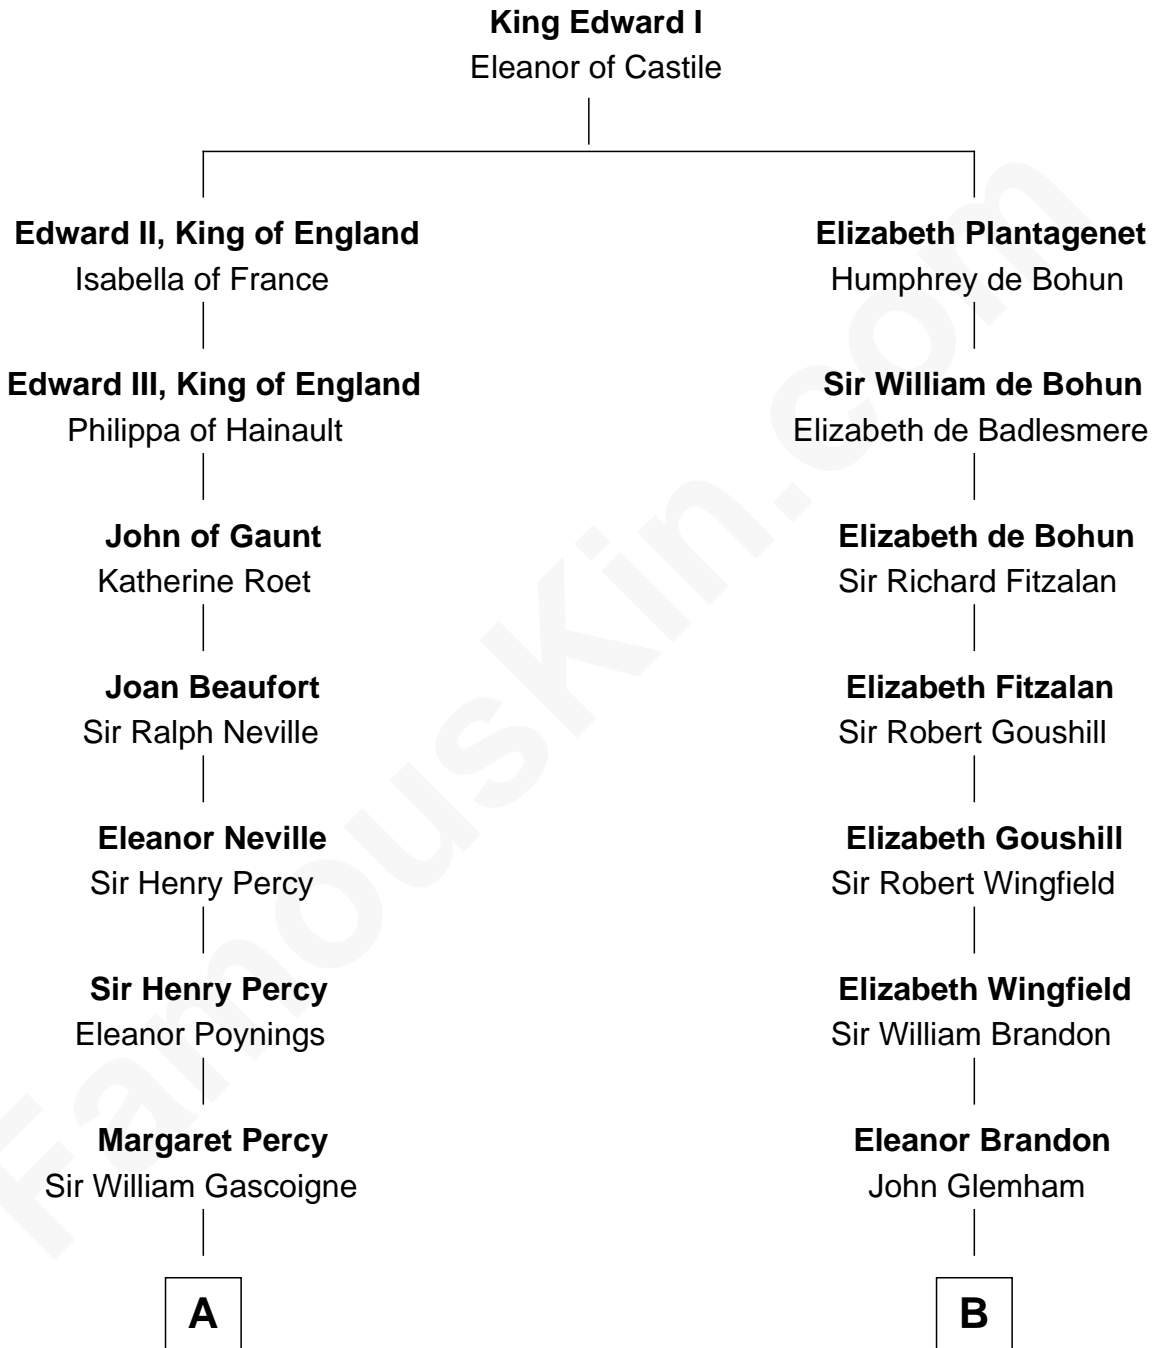 King Edward I
Eleanor of Castile
Edward II, King of England
Isabella of France
Elizabeth Plantagenet
Humphrey de Bohun
Edward III, King of England
Philippa of Hainault
Sir William de Bohun
Elizabeth de Badlesmere
John of Gaunt
Katherine Roet
Elizabeth de Bohun
Sir Richard Fitzalan
Joan Beaufort
Sir Ralph Neville
Elizabeth Fitzalan
Sir Robert Goushill
Eleanor Neville
Sir Henry Percy
Elizabeth Goushill
Sir Robert Wingfield
Sir Henry Percy
Eleanor Poynings
Elizabeth Wingfield
Sir William Brandon
Margaret Percy
Sir William Gascoigne
Eleanor Brandon
John Glemham
A
B
FamousKin.com